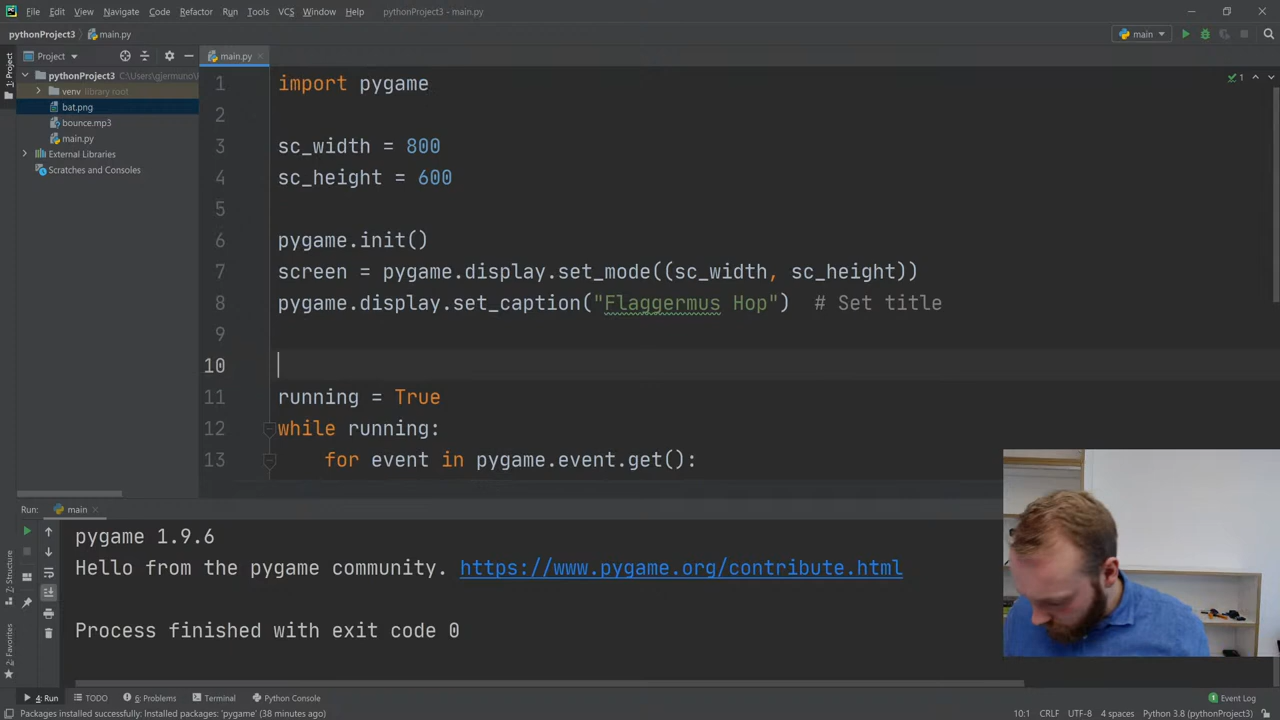 File Edit View Navigate Code Refactor Run Tools VCS Window Help pythonProject3 - main.py
pythonProject3 main.py main
Project main.py
1: Project
pythonProject3 C:\Users\gjermuno\
venv library root
bat.png
bounce.mp3
main.py
External Libraries
Scratches and Consoles
1
1 import pygame
2
3 sc_width = 800
4 sc_height = 600
5
6 pygame.init()
7 screen = pygame.display.set_mode((sc_width, sc_height))
8 pygame.display.set_caption("Flaggermus Hop")  # Set title
9
10
11 running = True
12 while running:
13 for event in pygame.event.get():
Run: main
pygame 1.9.6
Hello from the pygame community. https://www.pygame.org/contribute.html
Process finished with exit code 0
Z: Structure
2: Favorites
4: Run TODO 6: Problems Terminal Python Console Event Log
Packages installed successfully: Installed packages: 'pygame' (38 minutes ago) 10:1 CRLF UTF-8 4 spaces Python 3.8 (pythonProject3)